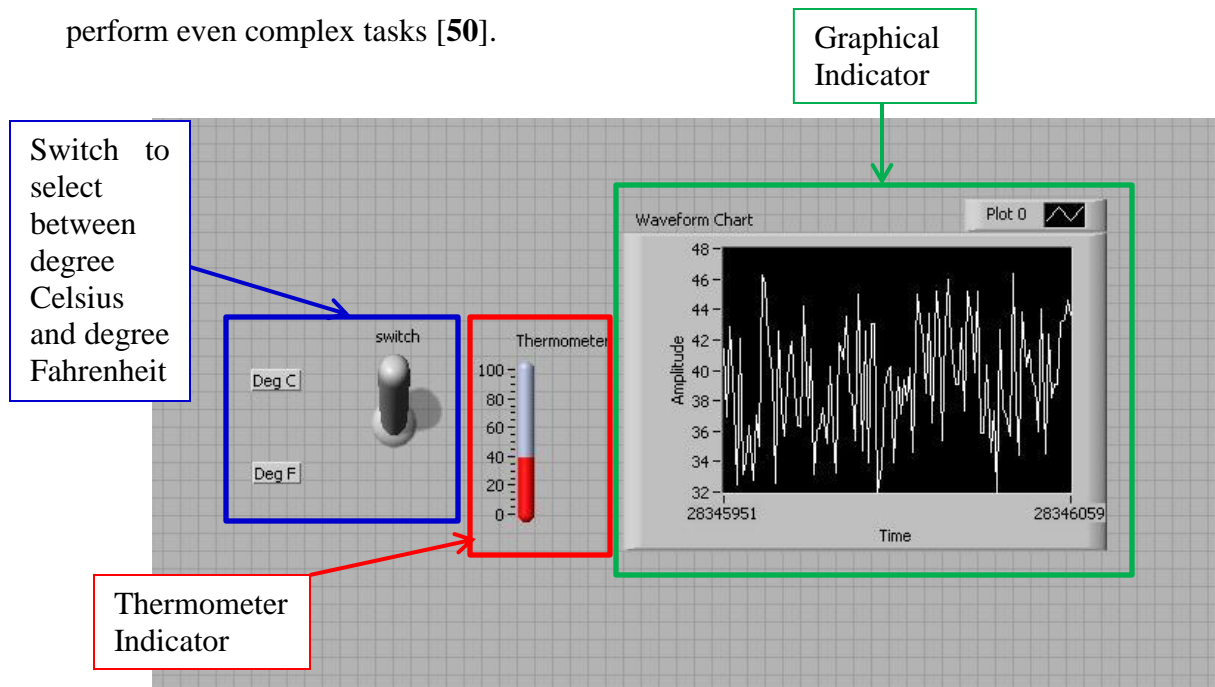 perform even complex tasks [50].
Graphical
Indicator
Switch to
select
between
degree
Celsius
and degree
Fahrenheit
Waveform Chart
Plot 0
48
46
44
42
40
38
36
34
32
Amplitude
28345951
28346059
Time
switch
Deg C
Deg F
Thermometer
100
80
60
40
20
0
Thermometer
Indicator